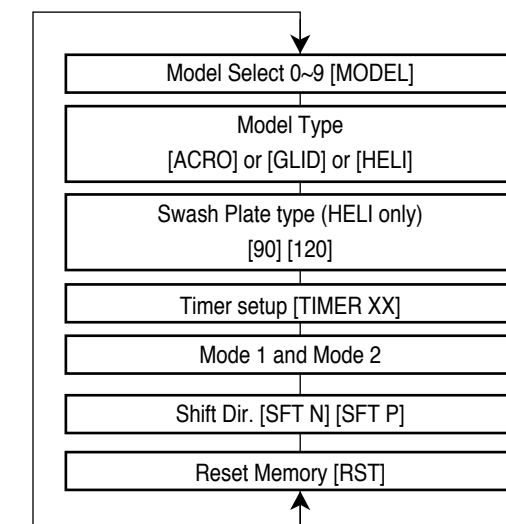 Model Select 0~9 [MODEL]
Model Type
[ACRO] or [GLID] or [HELI]
Swash Plate type (HELI only)
[90] [120]
Timer setup [TIMER XX]
Mode 1 and Mode 2
Shift Dir. [SFT N] [SFT P]
Reset Memory [RST]